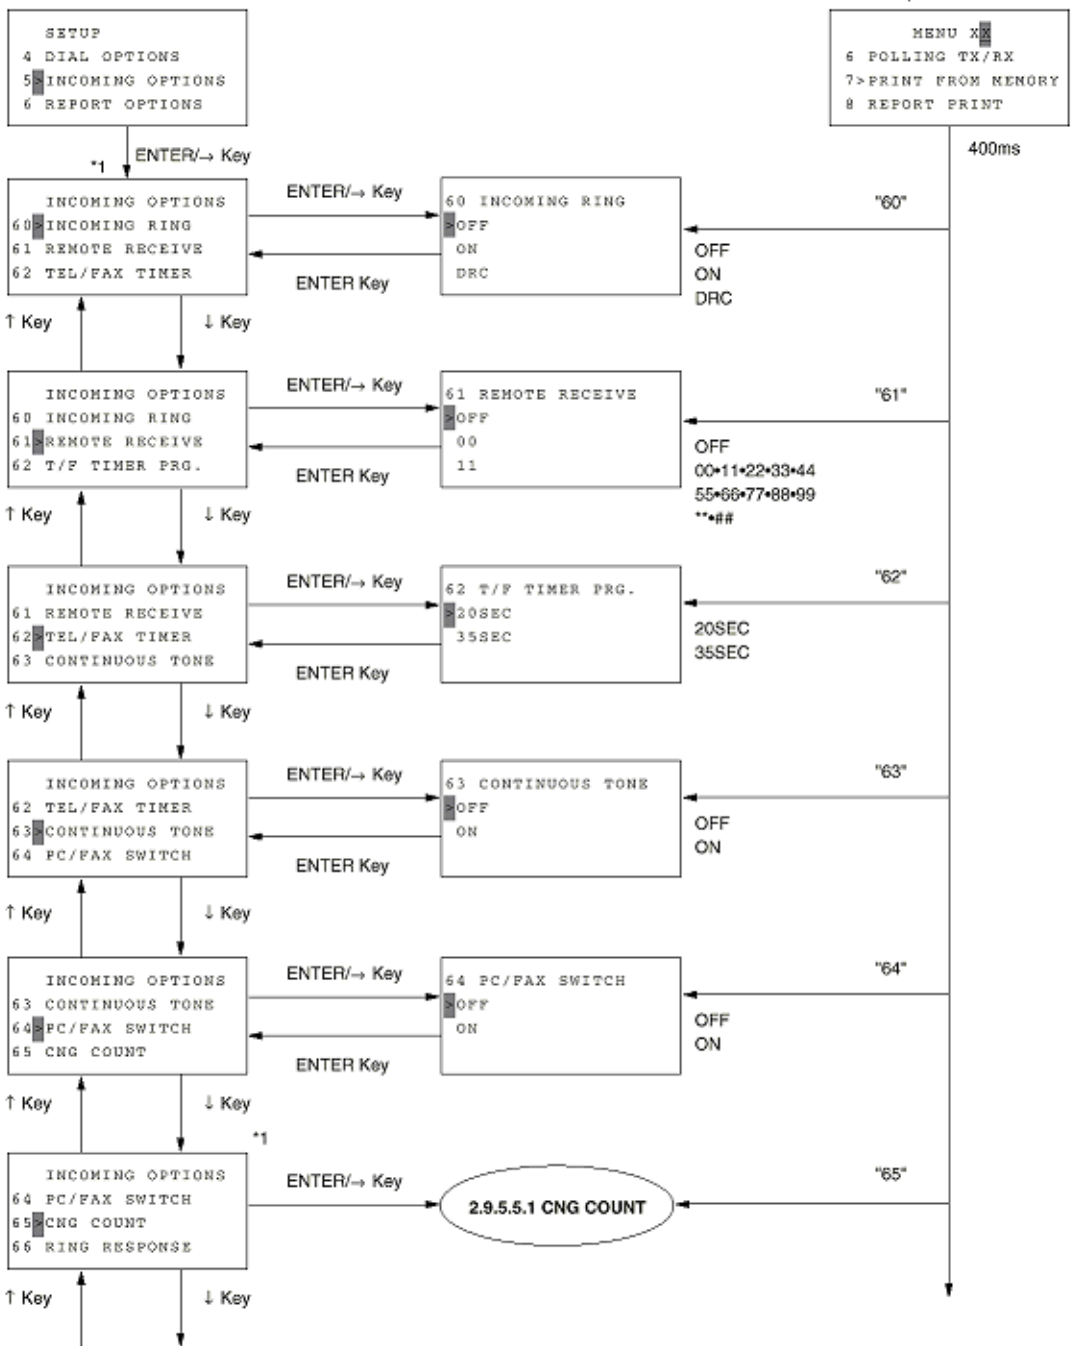 SETUP
4 DIAL OPTIONS
5>INCOMING OPTIONS
6 REPORT OPTIONS
MENU XX
6 POLLING TX/RX
7>PRINT FROM MEMORY
8 REPORT PRINT
*1
ENTER/→ Key
400ms
INCOMING OPTIONS
60>INCOMING RING
61 REMOTE RECEIVE
62 TEL/FAX TIMER
ENTER/→ Key
ENTER Key
60 INCOMING RING
>OFF
ON
DRC
"60"
OFF
ON
DRC
↑ Key
↓ Key
INCOMING OPTIONS
60 INCOMING RING
61>REMOTE RECEIVE
62 T/F TIMER PRG.
ENTER/→ Key
ENTER Key
61 REMOTE RECEIVE
>OFF
00
11
"61"
OFF
00•11•22•33•44
55•66•77•88•99
**•##
↑ Key
↓ Key
INCOMING OPTIONS
61 REMOTE RECEIVE
62>TEL/FAX TIMER
63 CONTINUOUS TONE
ENTER/→ Key
ENTER Key
62 T/F TIMER PRG.
>20SEC
35SEC
"62"
20SEC
35SEC
↑ Key
↓ Key
INCOMING OPTIONS
62 TEL/FAX TIMER
63>CONTINUOUS TONE
64 PC/FAX SWITCH
ENTER/→ Key
ENTER Key
63 CONTINUOUS TONE
>OFF
ON
"63"
OFF
ON
↑ Key
↓ Key
INCOMING OPTIONS
63 CONTINUOUS TONE
64>PC/FAX SWITCH
65 CNG COUNT
ENTER/→ Key
ENTER Key
64 PC/FAX SWITCH
>OFF
ON
"64"
OFF
ON
↑ Key
↓ Key
*1
INCOMING OPTIONS
64 PC/FAX SWITCH
65>CNG COUNT
66 RING RESPONSE
ENTER/→ Key
2.9.5.5.1 CNG COUNT
"65"
↑ Key
↓ Key